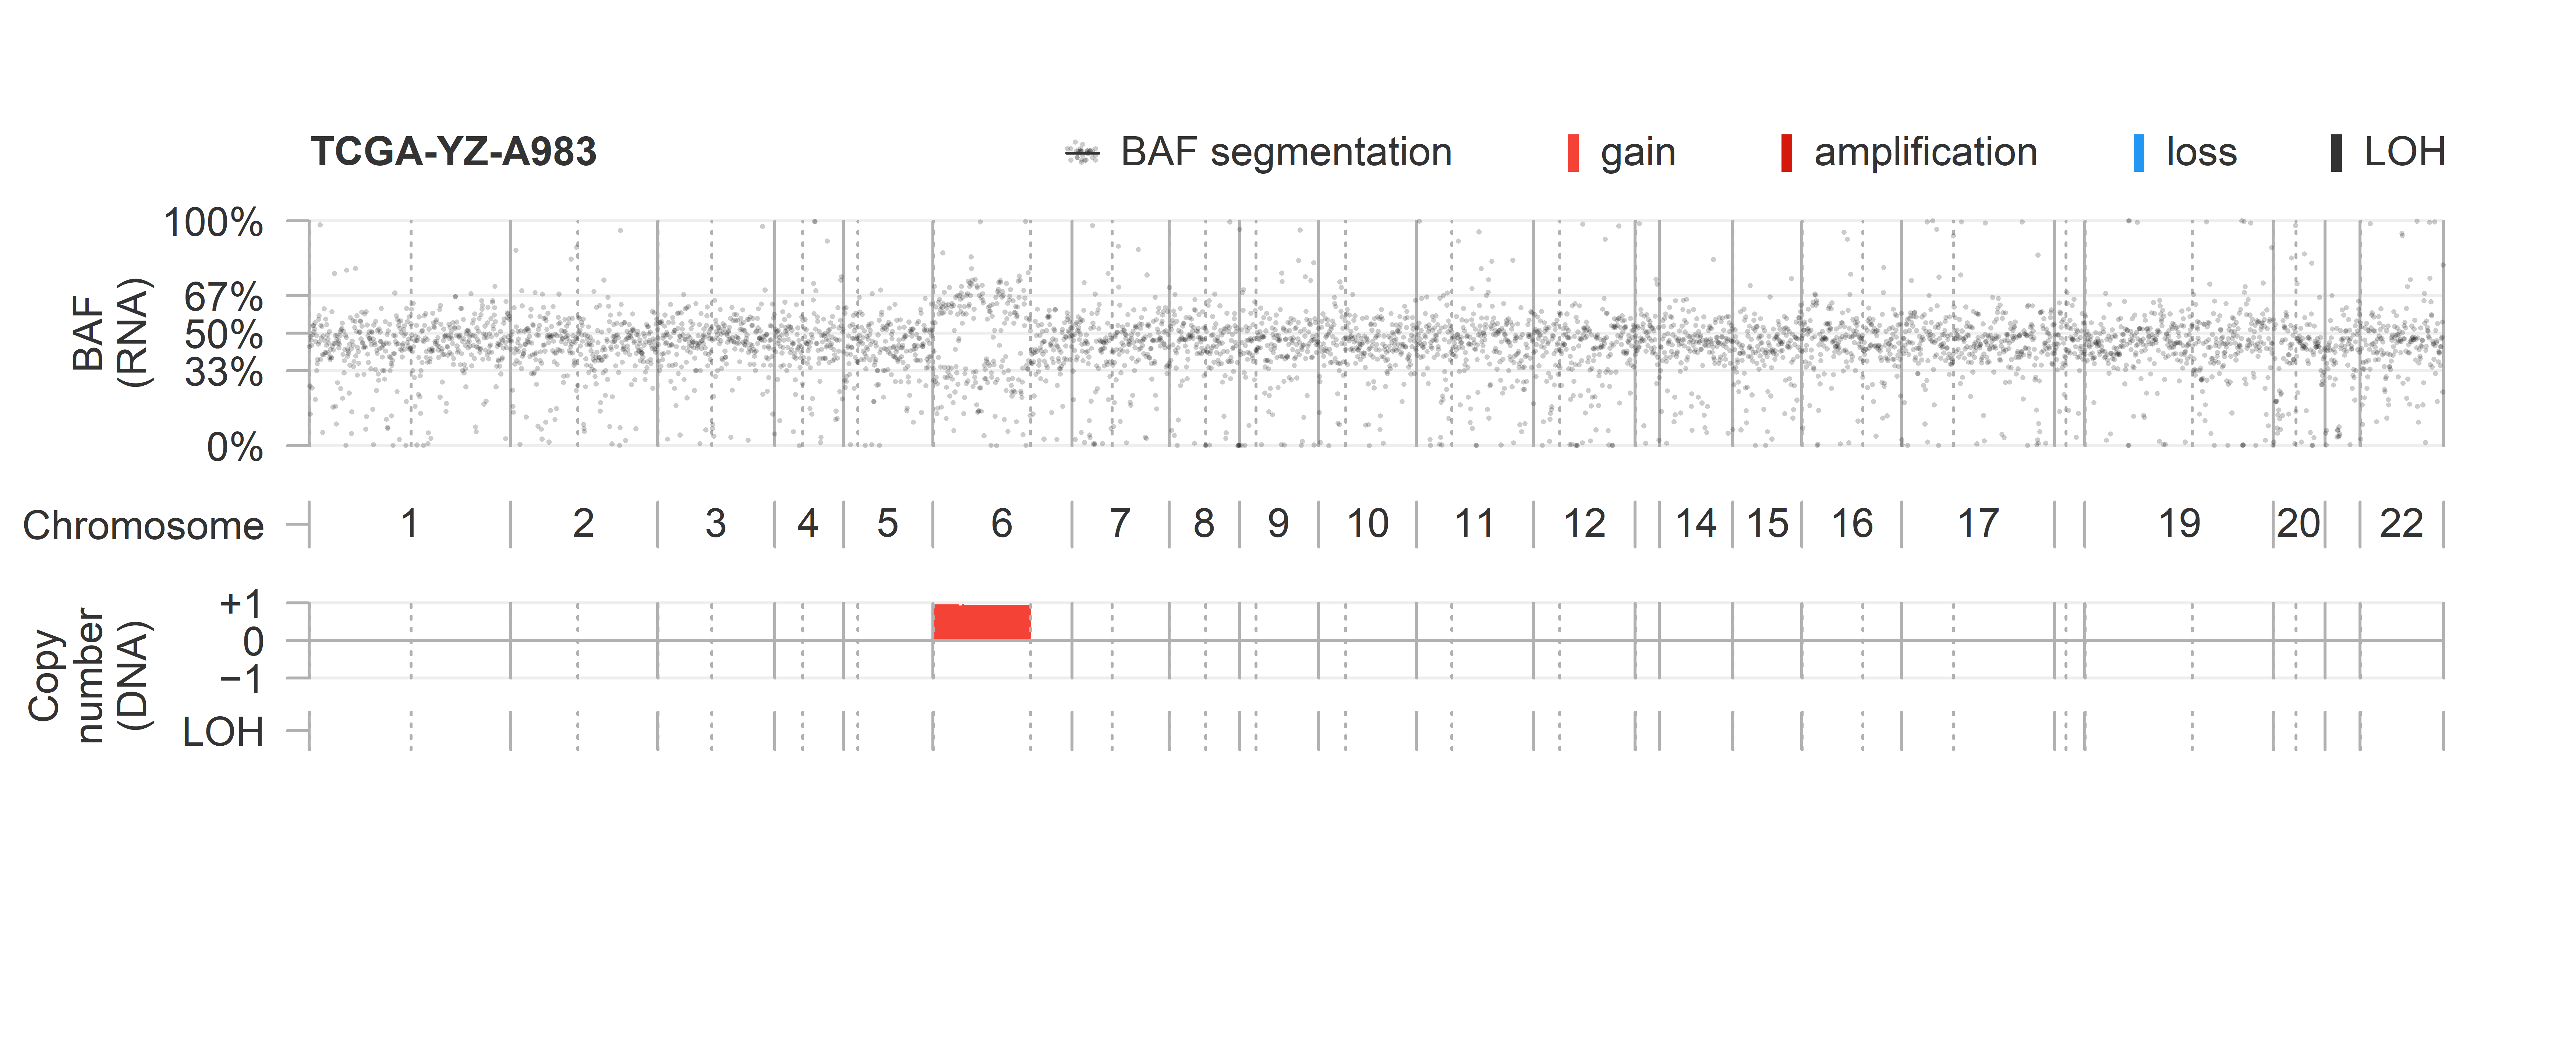 TCGA-YZ-A983
BAF segmentation
gain
amplification
loss
LOH
BAF
(RNA)
100%
67%
50%
33%
0%
Chromosome
1 2 3 4 5 6 7 8 9 10 11 12 14 15 16 17 19 20 22
Copy
number
(DNA)
+1
0
−1
LOH